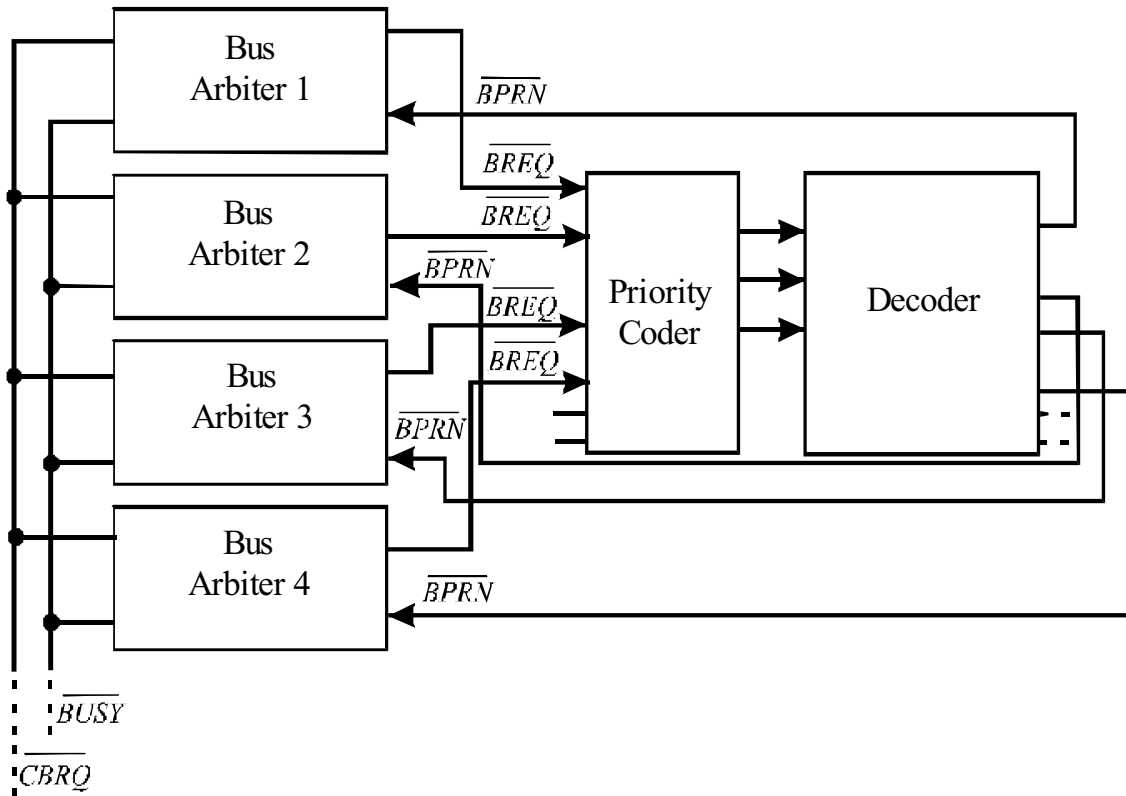 Bus
Arbiter 1
BPRN
BREQ
Bus
Arbiter 2
BREQ
BPRN
Priority
Coder
Decoder
BREQ
Bus
Arbiter 3
BREQ
BPRN
Bus
Arbiter 4
BPRN
BUSY
CBRQ